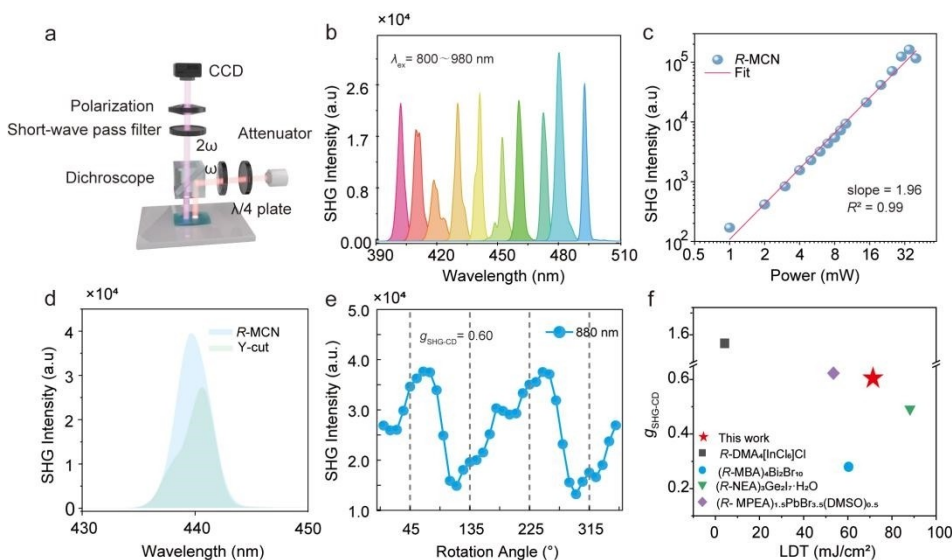 a
CCD
Polarization
Short-wave pass filter
Attenuator
2ω
ω
Dichroscope
λ/4 plate
b
×10⁴
λex = 800~980 nm
SHG Intensity (a.u)
2.6
1.7
0.8
0.00
390 420 450 480 510
Wavelength (nm)
c
R-MCN
Fit
SHG Intensity (a.u)
10⁵
10⁴
10³
10²
slope = 1.96
R² = 0.99
0.5 1 2 4 8 16 32
Power (mW)
d
×10⁴
R-MCN
Y-cut
SHG Intensity (a.u.)
4
3
2
1
0
430 440 450
Wavelength (nm)
e
×10⁴
gSHG-CD= 0.60
880 nm
SHG Intensity (a.u)
5.0
4.0
3.0
2.0
1.0
45 135 225 315
Rotation Angle (°)
f
gSHG-CD
1.6
0.6
0.4
0.2
This work
R-DMA₄[InCl₆]Cl
(R-MBA)₄Bi₂Br₁₀
(R-NEA)₃Ge₂I₇·H₂O
(R- MPEA)₁.₅PbBr₃.₅(DMSO)₀.₅
0 20 40 60 80 100
LDT (mJ/cm²)